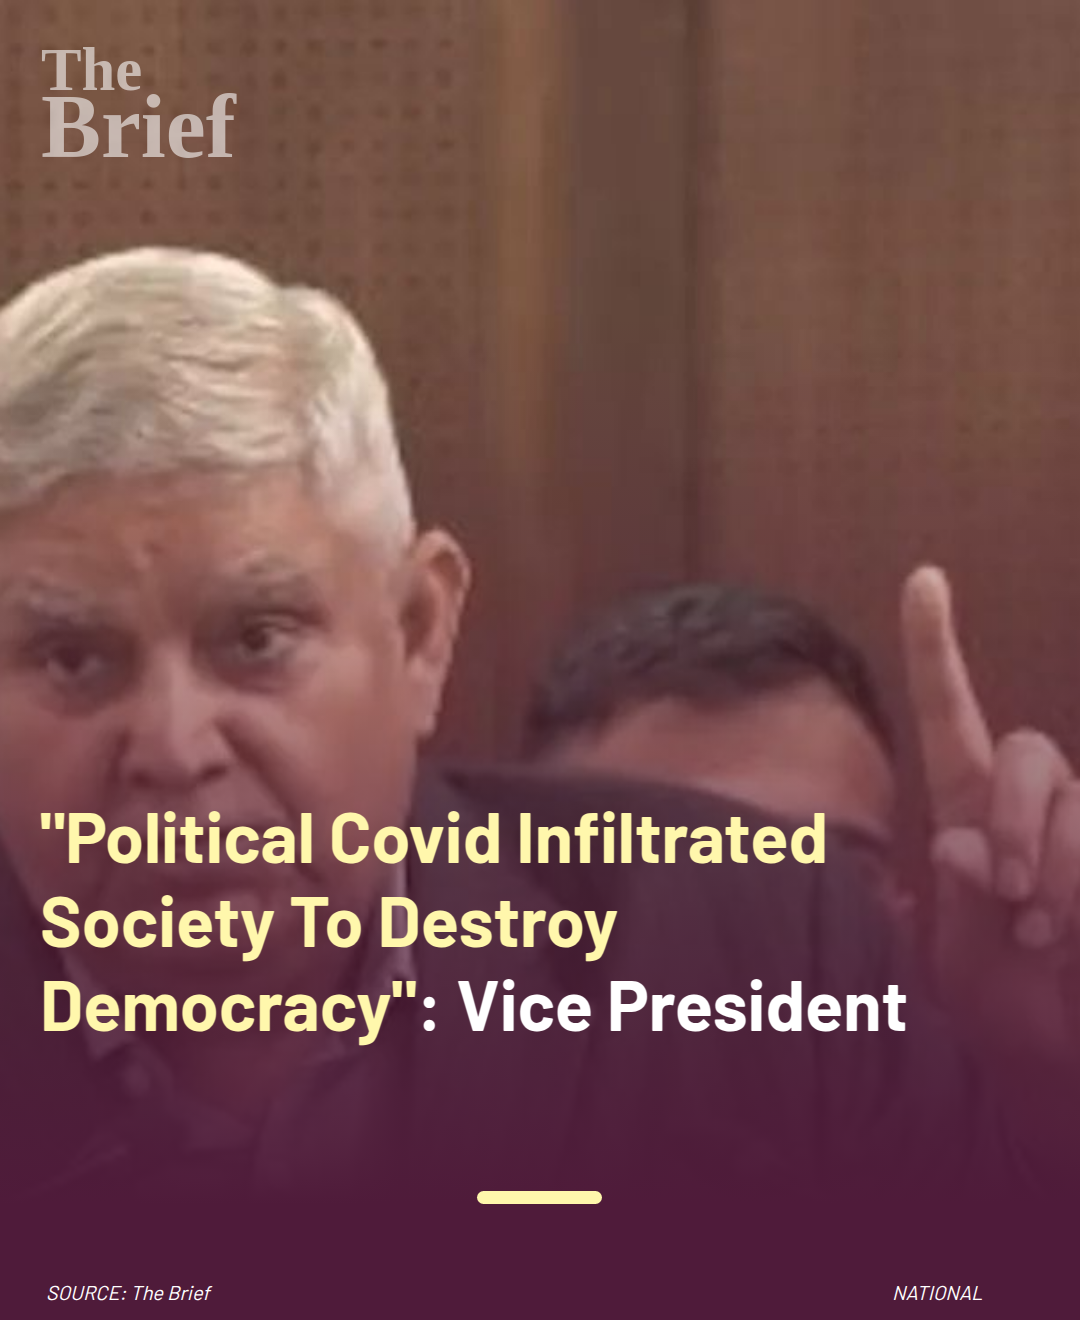 The
Brief
"Political Covid Infiltrated
Society To Destroy
Democracy": Vice President
SOURCE: The Brief
NATIONAL